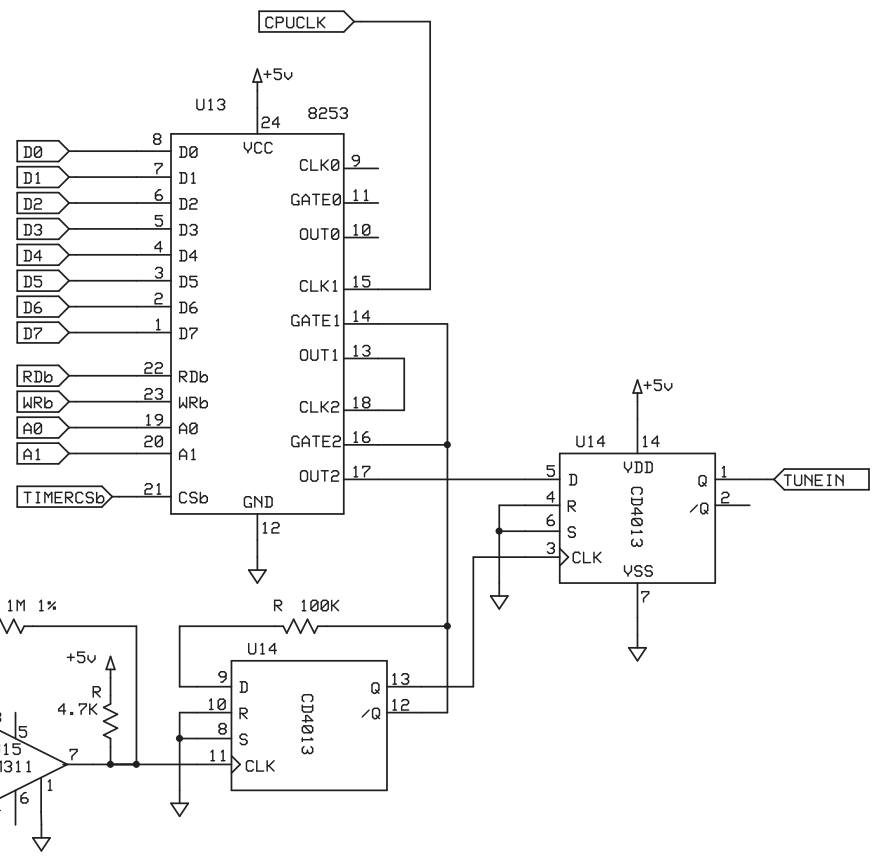 CPUCLK
+5v
U13
8253
24
VCC
8 D0 D0
7 D1 D1
6 D2 D2
5 D3 D3
4 D4 D4
3 D5 D5
2 D6 D6
1 D7 D7
22 RDb RDb
23 WRb WRb
19 A0 A0
20 A1 A1
21 TIMERCSb CSb
CLK0 9
GATE0 11
OUT0 10
CLK1 15
GATE1 14
OUT1 13
CLK2 18
GATE2 16
OUT2 17
GND
12
+5v
U14
14
VDD
5 D
4 R
6 S
3 CLK
CD4013
Q 1
/Q 2
VSS
7
TUNEIN
1M 1%
R 100K
+5v
R
4.7K
U14
9 D
10 R
8 S
11 CLK
CD4013
Q 13
/Q 12
5
15
311
7
1
6